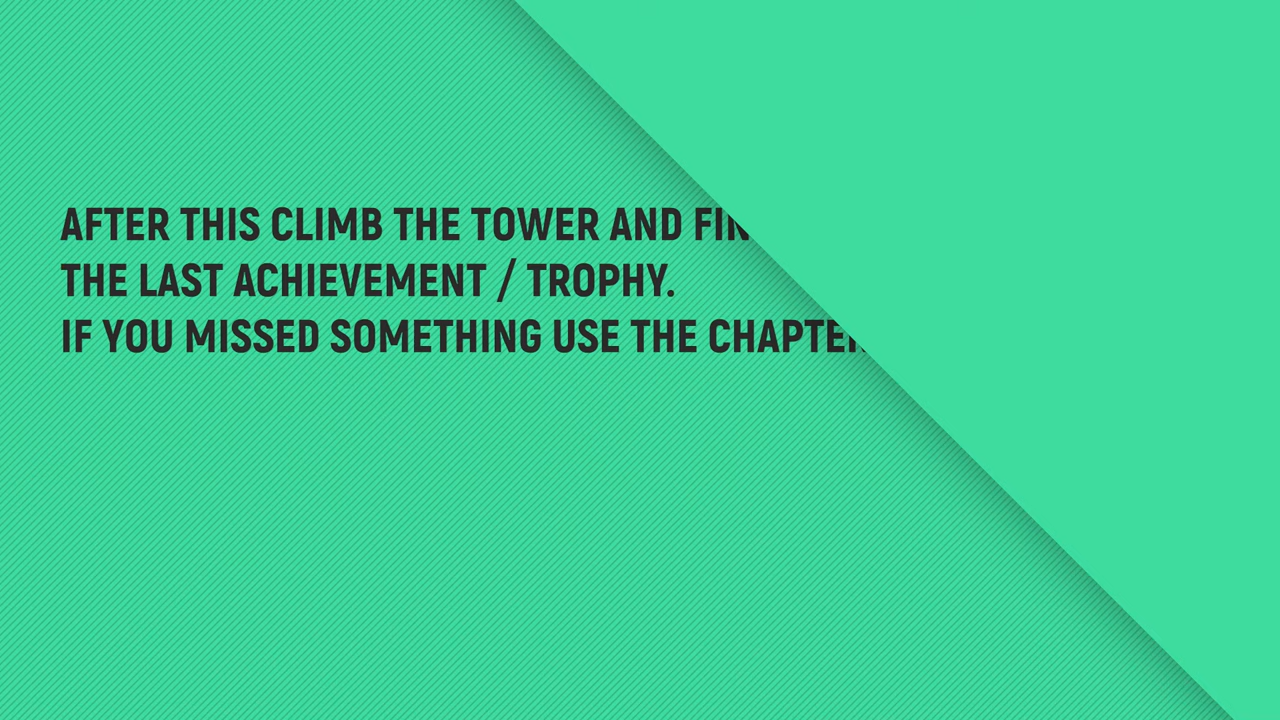 AFTER THIS CLIMB THE TOWER AND
THE LAST ACHIEVEMENT / TROPHY.
IF YOU MISSED SOMETHING USE THE